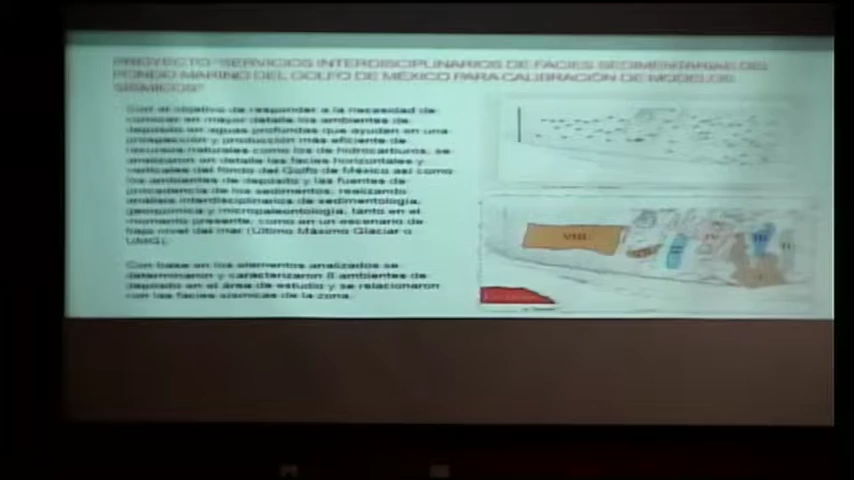 PROYECTO "SERVICIOS INTERDISCIPLINARIOS DE FACIES SEDIMENTARIAS DEL
FONDO MARINO DEL GOLFO DE MÉXICO PARA CALIBRACIÓN DE MODELOS
SÍSMICOS"
Con el objetivo de responder a la necesidad de
conocer en mayor detalle los ambientes de
depósito en aguas profundas que ayuden en una
prospección y producción más eficiente de
recursos naturales como los de hidrocarburos, se
analizaron en detalle las facies horizontales y
verticales del fondo del Golfo de México así como
los ambientes de depósito y las fuentes de
procedencia de los sedimentos, realizando
análisis interdisciplinarios de sedimentología,
geoquímica y micropaleontología, tanto en el
momento presente, como en un escenario de
bajo nivel del mar (Último Máximo Glaciar o
UMG).
Con base en los elementos analizados se
determinaron y caracterizaron 8 ambientes de
depósito en el área de estudio y se relacionaron
con las facies sísmicas de la zona.
VIII
III